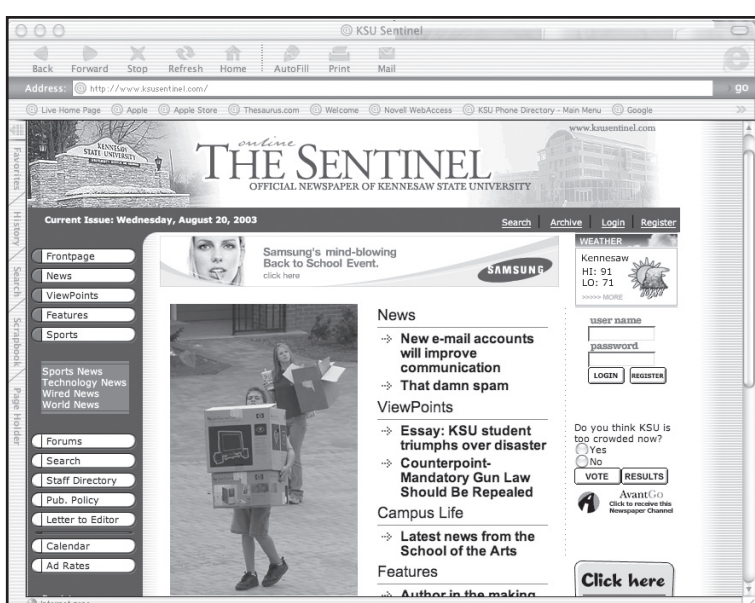 KSU Sentinel
Back Forward Stop Refresh Home AutoFill Print Mail
Address: http://www.ksusentinel.com/ go
Live Home Page Apple Apple Store Thesaurus.com Welcome Novell WebAccess KSU Phone Directory - Main Menu Google
Favorites
History
Search
Scrapbook
Page Holder
www.ksusentinel.com
KENNESAW
STATE UNIVERSITY
online
THE SENTINEL
OFFICIAL NEWSPAPER OF KENNESAW STATE UNIVERSITY
Current Issue: Wednesday, August 20, 2003
Search Archive Login Register
Frontpage
News
ViewPoints
Features
Sports
Sports News
Technology News
Wired News
World News
Forums
Search
Staff Directory
Pub. Policy
Letter to Editor
Calendar
Ad Rates
Samsung's mind-blowing
Back to School Event.
click here
SAMSUNG
News
New e-mail accounts
will improve
communication
That damn spam
ViewPoints
Essay: KSU student
triumphs over disaster
Counterpoint-
Mandatory Gun Law
Should Be Repealed
Campus Life
Latest news from the
School of the Arts
Features
Author in the making
WEATHER
Kennesaw
HI: 91
LO: 71
>>>>> MORE
user name
password
LOGIN REGISTER
Do you think KSU is
too crowded now?
Yes
No
VOTE RESULTS
AvantGo
Click to receive this
Newspaper Channel
Click here
Internet zone